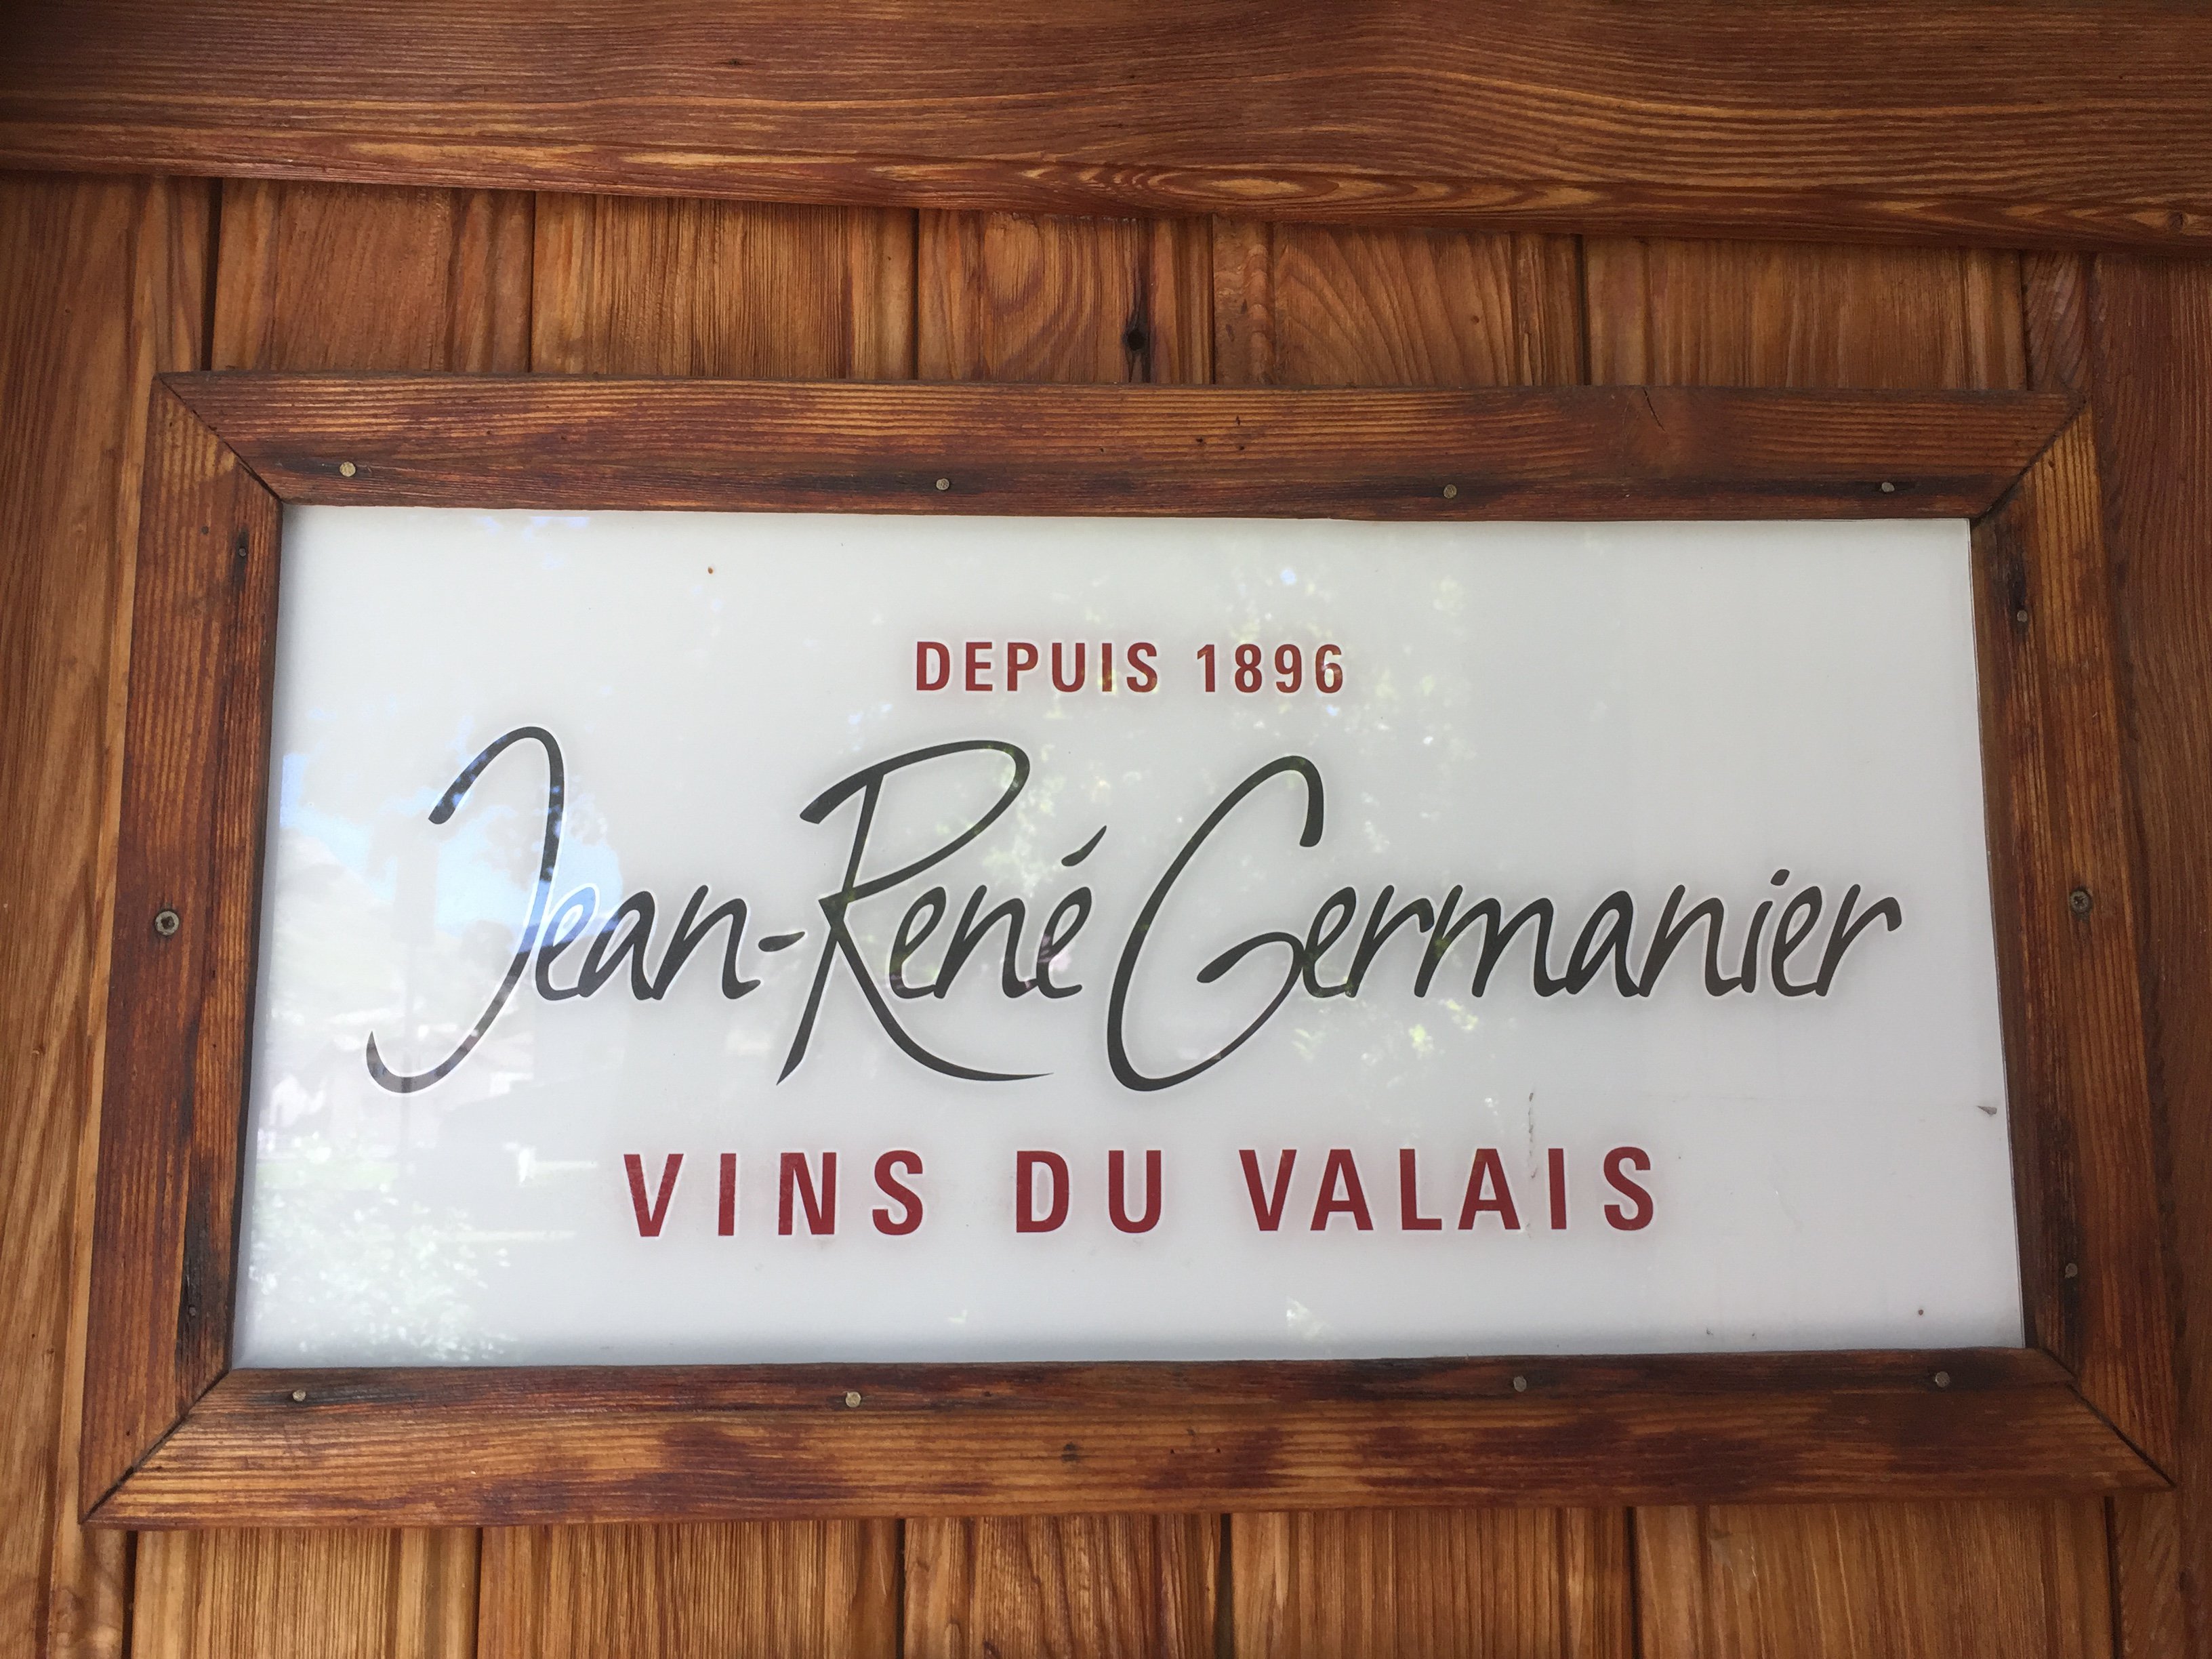 DEPUIS 1896
Jean-René Germanier
VINS DU VALAIS